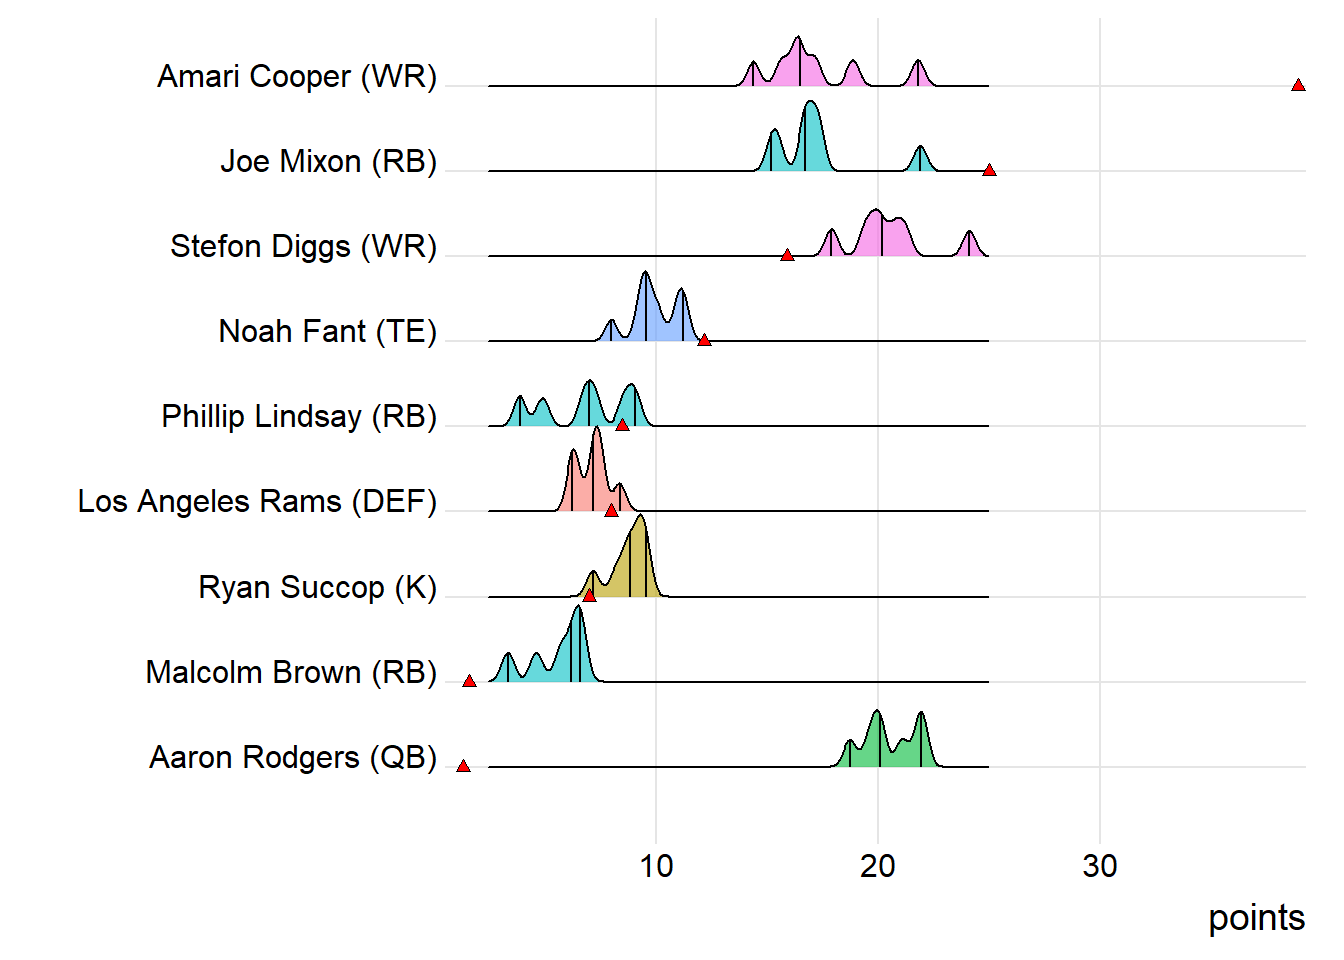 Amari Cooper (WR)
Joe Mixon (RB)
Stefon Diggs (WR)
Noah Fant (TE)
Phillip Lindsay (RB)
Los Angeles Rams (DEF)
Ryan Succop (K)
Malcolm Brown (RB)
Aaron Rodgers (QB)
10 20 30
points